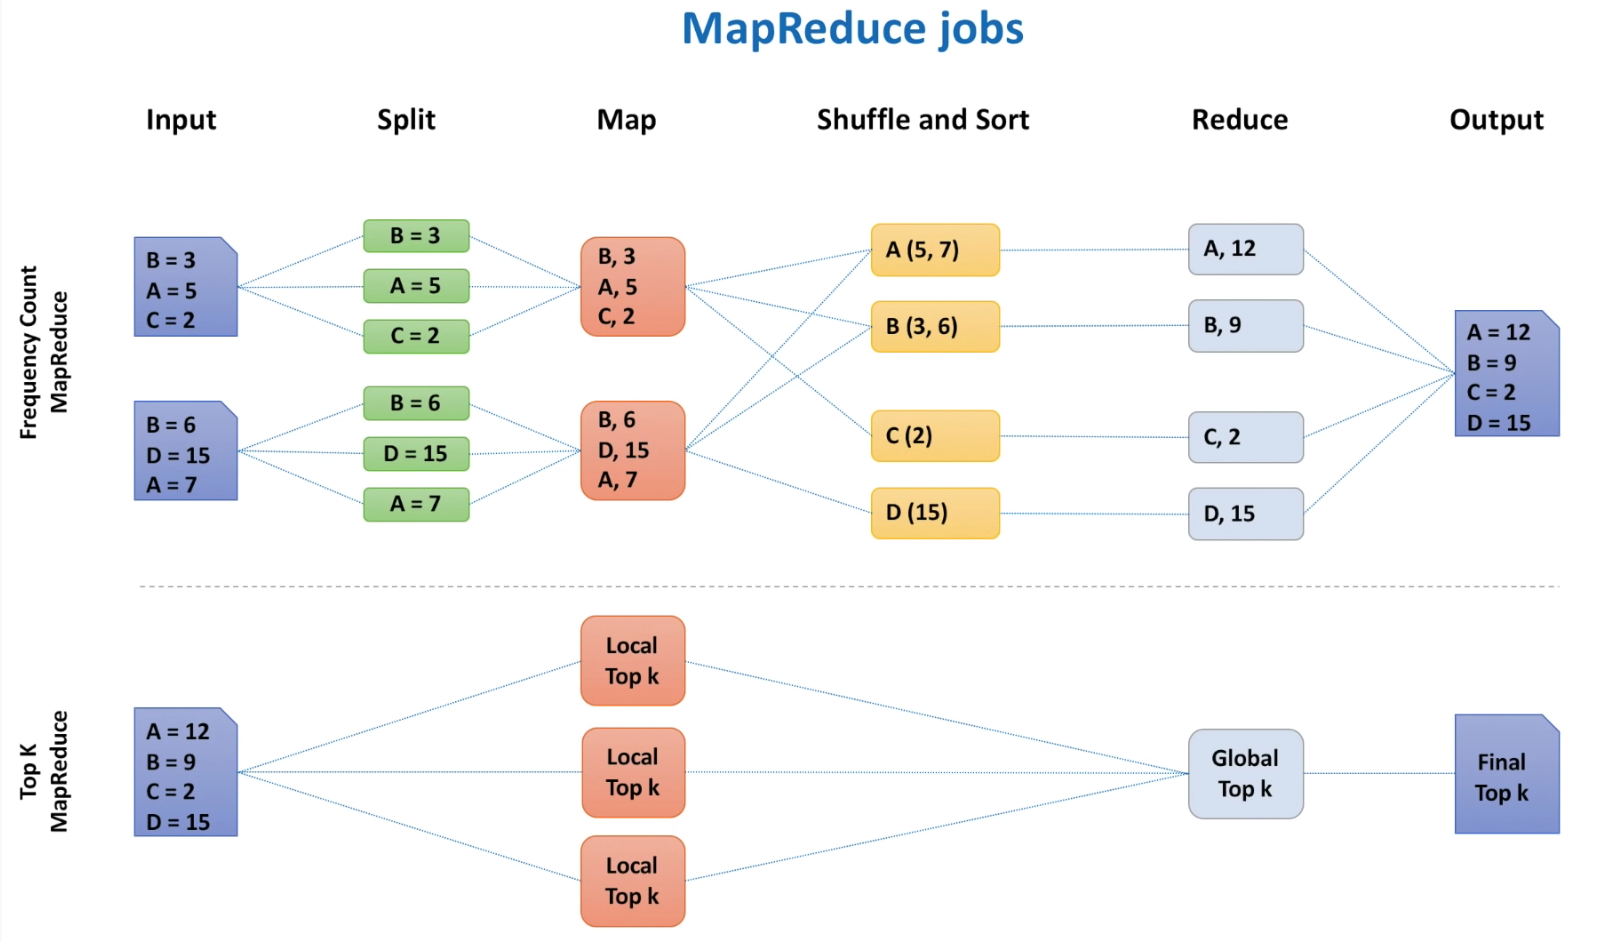 MapReduce jobs
Input
Split
Map
Shuffle and Sort
Reduce
Output
Frequency Count
MapReduce
B = 3
A = 5
C = 2
B = 3
A = 5
C = 2
B, 3
A, 5
C, 2
B = 6
D = 15
A = 7
B = 6
D = 15
A = 7
B, 6
D, 15
A, 7
A (5, 7)
B (3, 6)
C (2)
D (15)
A, 12
B, 9
C, 2
D, 15
A = 12
B = 9
C = 2
D = 15
Top K
MapReduce
A = 12
B = 9
C = 2
D = 15
Local
Top k
Local
Top k
Local
Top k
Global
Top k
Final
Top k